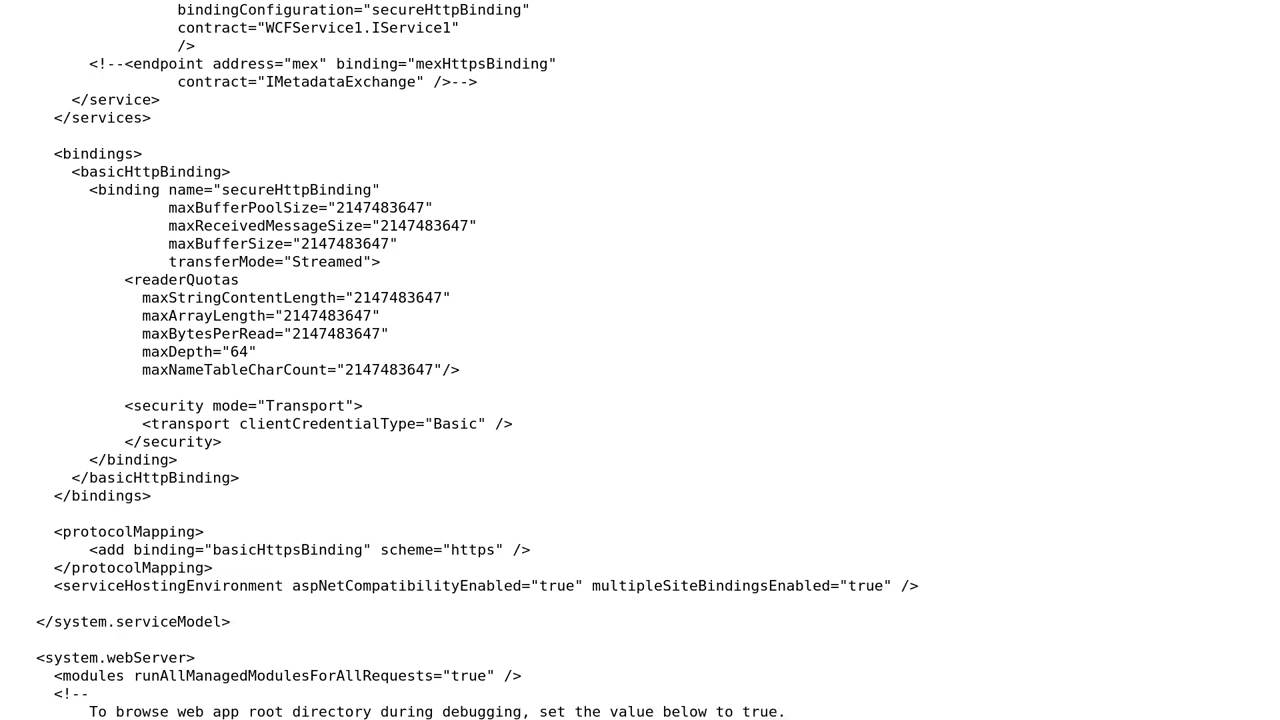 bindingConfiguration="secureHttpBinding"
contract="WCFService1.IService1"
/>
<!--<endpoint address="mex" binding="mexHttpsBinding"
contract="IMetadataExchange" />-->
</service>
</services>
<bindings>
<basicHttpBinding>
<binding name="secureHttpBinding"
maxBufferPoolSize="2147483647"
maxReceivedMessageSize="2147483647"
maxBufferSize="2147483647"
transferMode="Streamed">
<readerQuotas
maxStringContentLength="2147483647"
maxArrayLength="2147483647"
maxBytesPerRead="2147483647"
maxDepth="64"
maxNameTableCharCount="2147483647"/>
<security mode="Transport">
<transport clientCredentialType="Basic" />
</security>
</binding>
</basicHttpBinding>
</bindings>
<protocolMapping>
<add binding="basicHttpsBinding" scheme="https" />
</protocolMapping>
<serviceHostingEnvironment aspNetCompatibilityEnabled="true" multipleSiteBindingsEnabled="true" />
</system.serviceModel>
<system.webServer>
<modules runAllManagedModulesForAllRequests="true" />
<!--
To browse web app root directory during debugging, set the value below to true.